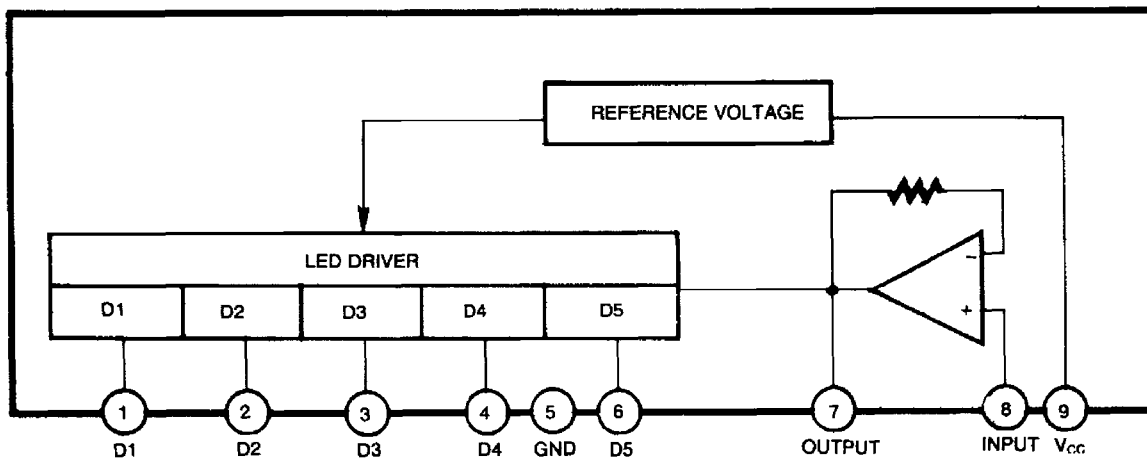 REFERENCE VOLTAGE
LED DRIVER
D1 D2 D3 D4 D5
− +
1 2 3 4 5 6 7 8 9
D1 D2 D3 D4 GND D5 OUTPUT INPUT Vcc